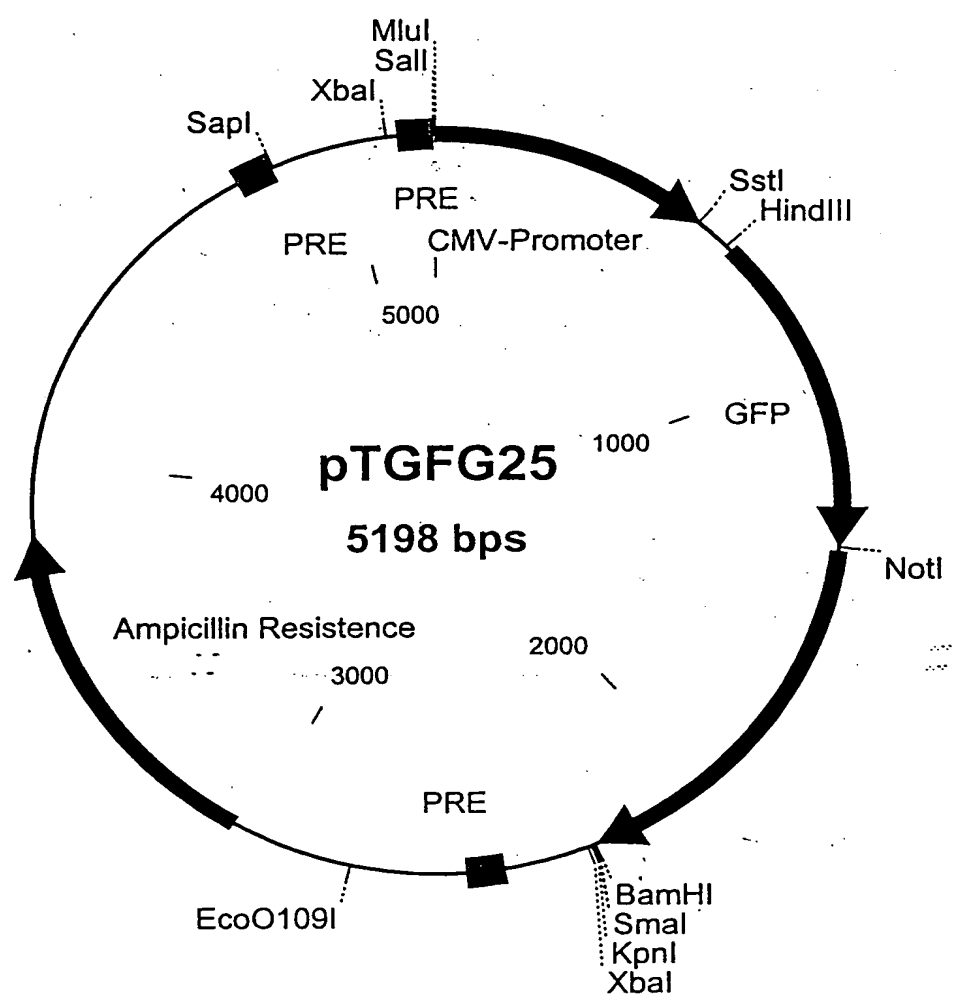 MluI
SalI
XbaI
SapI
SstI
HindIII
PRE
PRE
CMV-Promoter
5000
GFP
1000
pTGFG25
4000
5198 bps
NotI
Ampicillin Resistence
2000
3000
PRE
BamHI
EcoO109I
SmaI
KpnI
XbaI